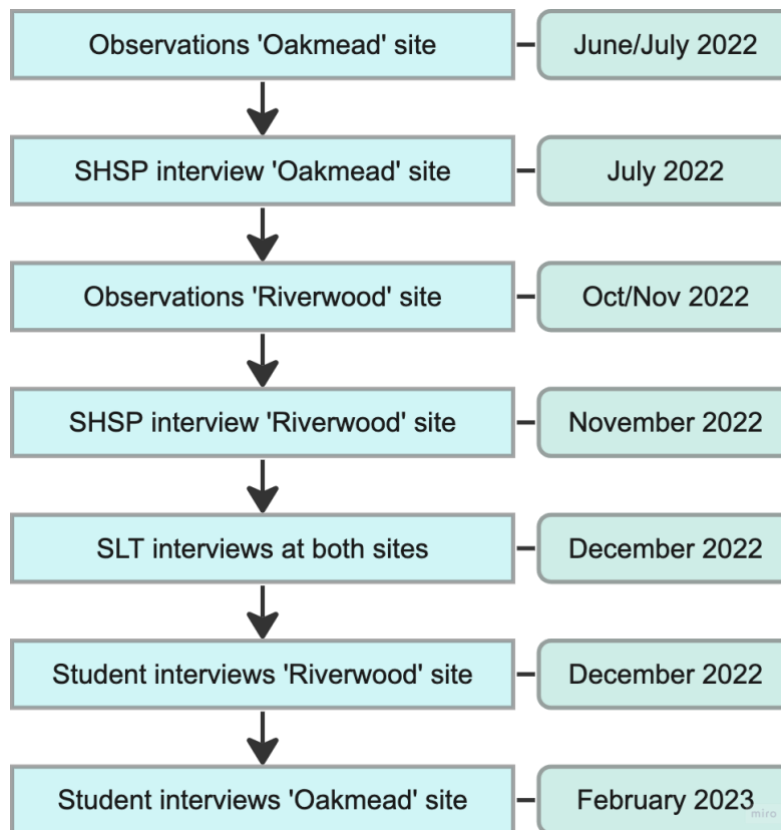 Observations 'Oakmead' site
June/July 2022
SHSP interview 'Oakmead' site
July 2022
Observations 'Riverwood' site
Oct/Nov 2022
SHSP interview 'Riverwood' site
November 2022
SLT interviews at both sites
December 2022
Student interviews 'Riverwood' site
December 2022
Student interviews 'Oakmead' site
February 2023
miro